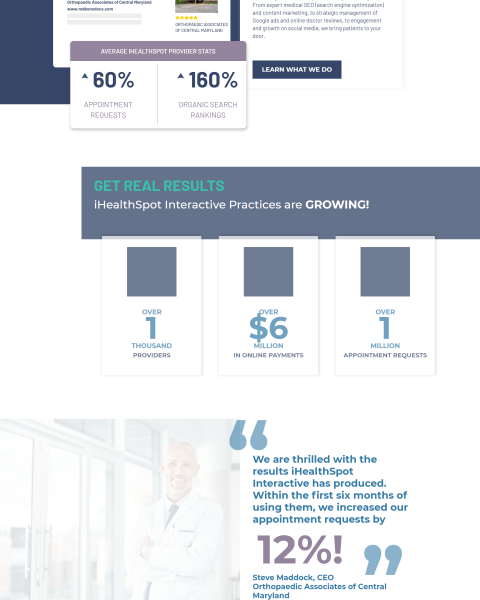 Orthopaedic Associates of Central Maryland
www.mdbonedocs.com
ORTHOPAEDIC ASSOCIATES
OF CENTRAL MARYLAND
From expert medical SEO (search engine optimization)
and content marketing, to strategic management of
Google ads and online doctor reviews, to engagement
and growth on social media, we bring patients to your
door.
LEARN WHAT WE DO
AVERAGE IHEALTHSPOT PROVIDER STATS
60%
APPOINTMENT
REQUESTS
160%
ORGANIC SEARCH
RANKINGS
GET REAL RESULTS
iHealthSpot Interactive Practices are GROWING!
OVER
1
THOUSAND
PROVIDERS
OVER
$6
MILLION
IN ONLINE PAYMENTS
OVER
1
MILLION
APPOINTMENT REQUESTS
“
We are thrilled with the
results iHealthSpot
Interactive has produced.
Within the first six months of
using them, we increased our
appointment requests by
12%! ”
Steve Maddock, CEO
Orthopaedic Associates of Central
Maryland